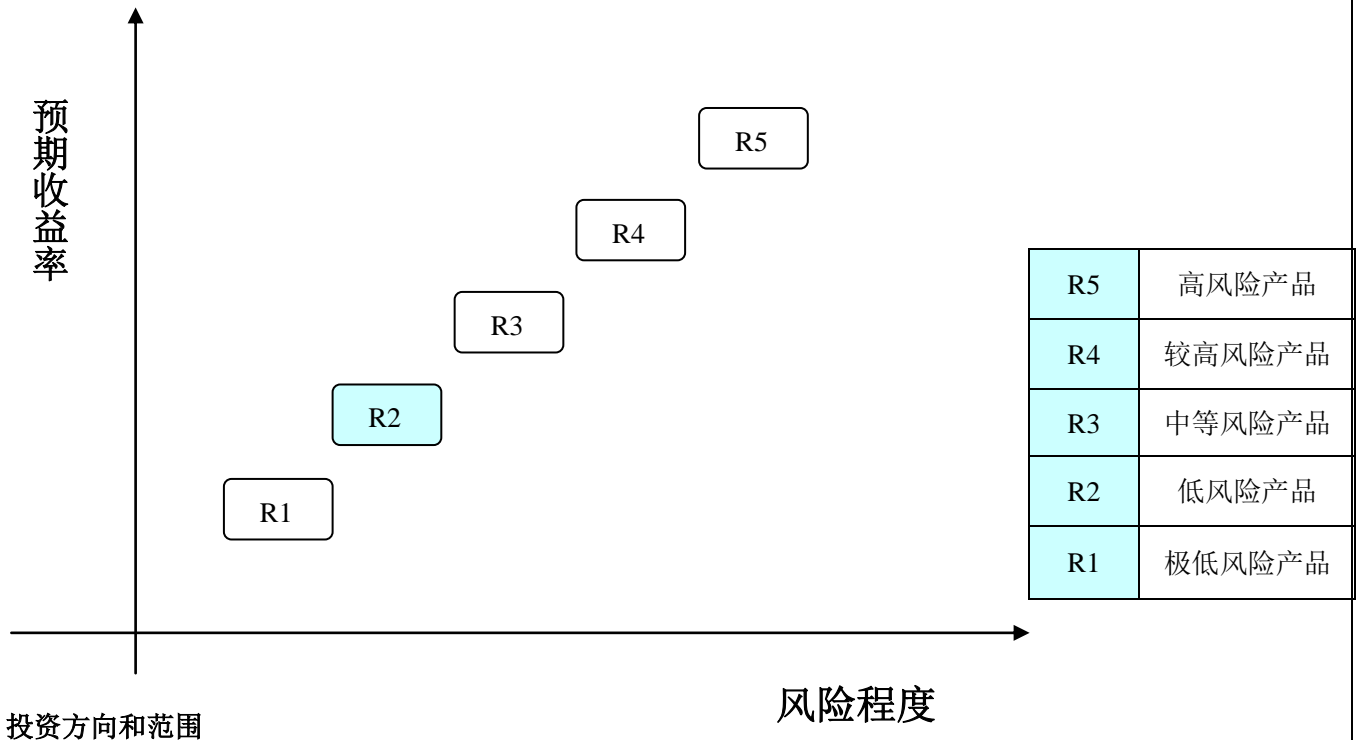 预期收益率
R5
R4
R3
R2
R1
R5 高风险产品
R4 较高风险产品
R3 中等风险产品
R2 低风险产品
R1 极低风险产品
风险程度
投资方向和范围